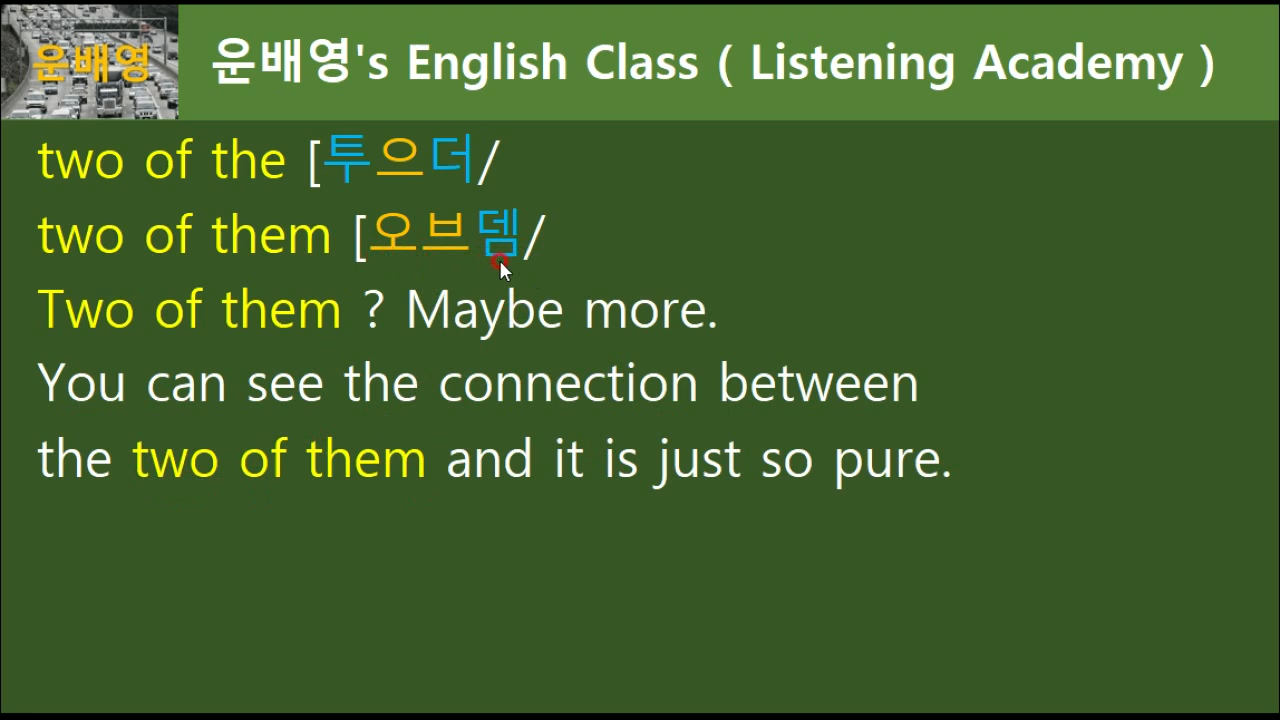 운배영
운배영's English Class ( Listening Academy )
two of the [투으더/
two of them [오브뎀/
Two of them ? Maybe more.
You can see the connection between
the two of them and it is just so pure.